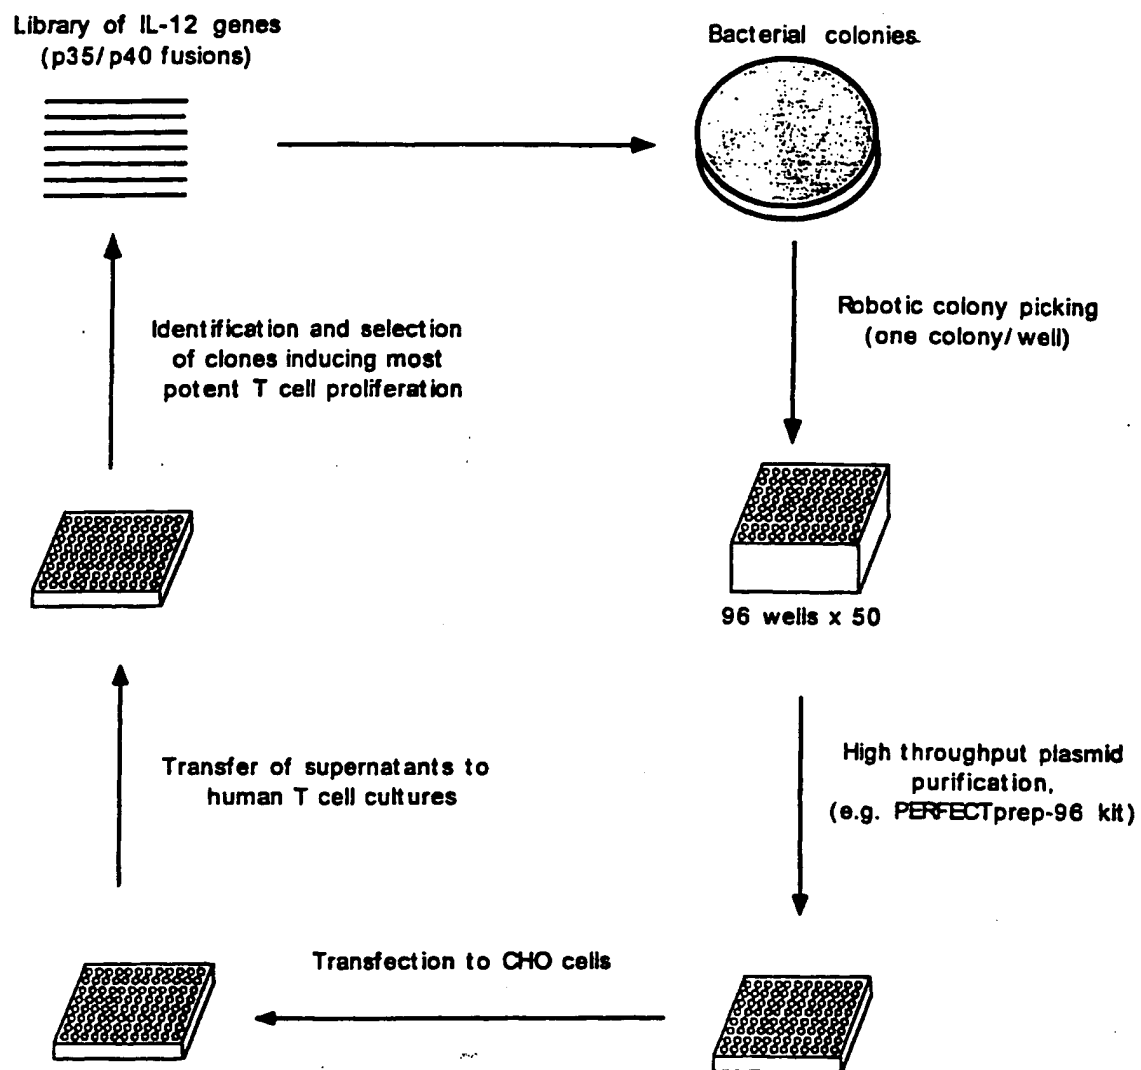 Library of IL-12 genes
(p35/p40 fusions)
Bacterial colonies
Robotic colony picking
(one colony/well)
Identification and selection
of clones inducing most
potent T cell proliferation
96 wells x 50
High throughput plasmid
purification,
(e.g. PERFECTprep-96 kit)
Transfer of supernatants to
human T cell cultures
Transfection to CHO cells